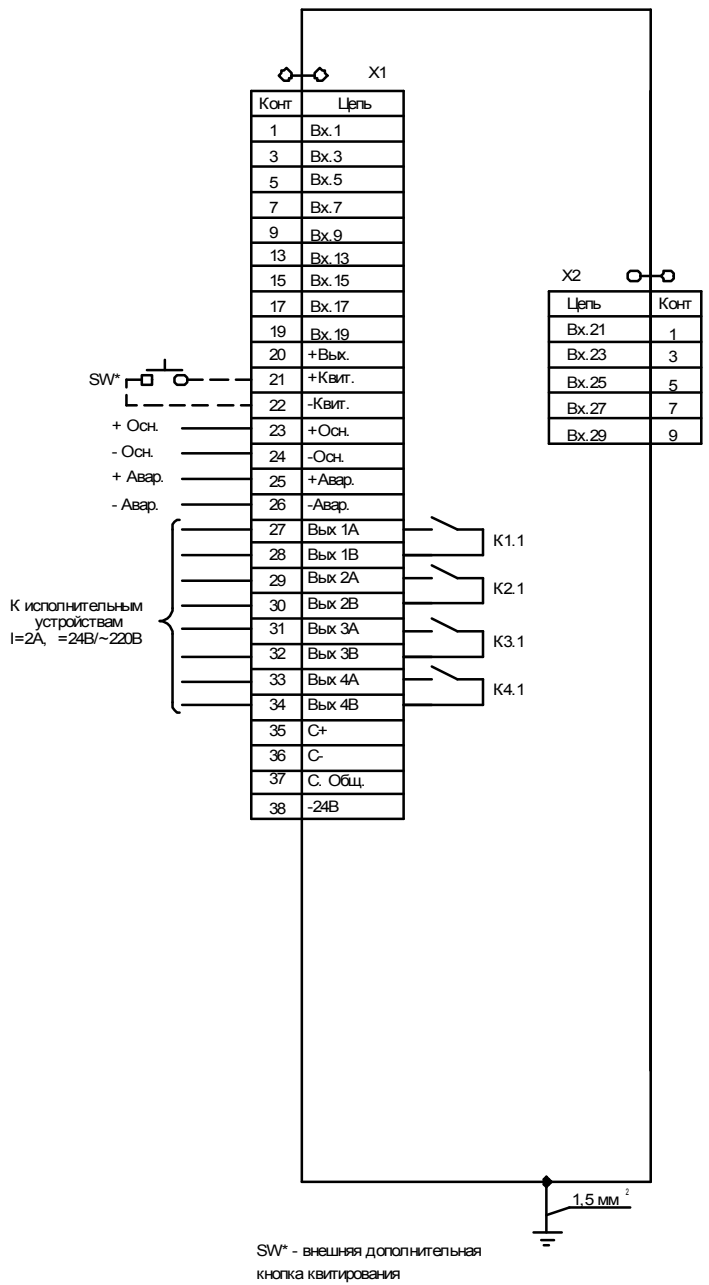 X1
Конт Цепь
1 Вх.1
3 Вх.3
5 Вх.5
7 Вх.7
9 Вх.9
13 Вх.13
15 Вх.15
17 Вх.17
19 Вх.19
20 +Вых.
21 +Квит.
22 -Квит.
23 +Осн.
24 -Осн.
25 +Авар.
26 -Авар.
27 Вых 1А
28 Вых 1В
29 Вых 2А
30 Вых 2В
31 Вых 3А
32 Вых 3В
33 Вых 4А
34 Вых 4В
35 С+
36 С-
37 С. Общ.
38 -24В
SW*
+ Осн.
- Осн.
+ Авар.
- Авар.
К исполнительным
устройствам
I=2А, =24В/~220В
К1.1
К2.1
К3.1
К4.1
X2
Цепь Конт
Вх.21 1
Вх.23 3
Вх.25 5
Вх.27 7
Вх.29 9
1,5 мм ²
SW* - внешняя дополнительная
кнопка квитирования